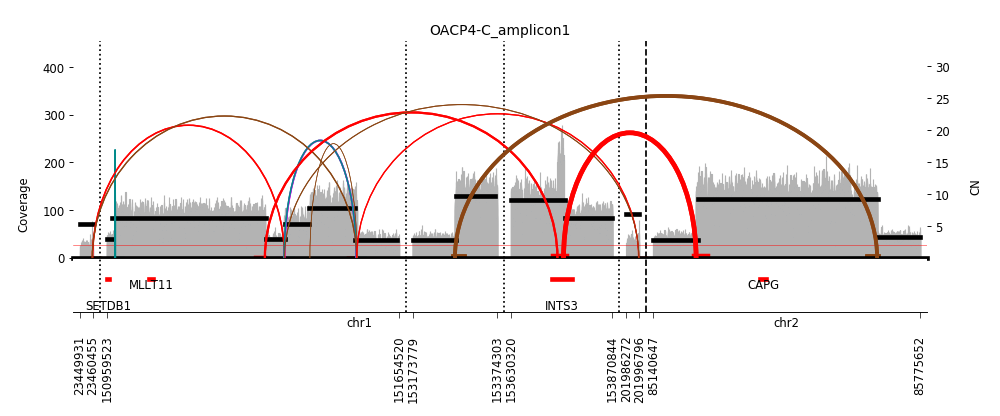 OACP4-C_amplicon1
400
300
200
100
0
Coverage
30
25
20
15
10
5
CN
MLLT11
SETDB1
INTS3
CAPG
chr1
chr2
23449931
23460455
150959523
151654520
153173779
153374303
153630320
153870844
201986272
201996796
85140647
85775652